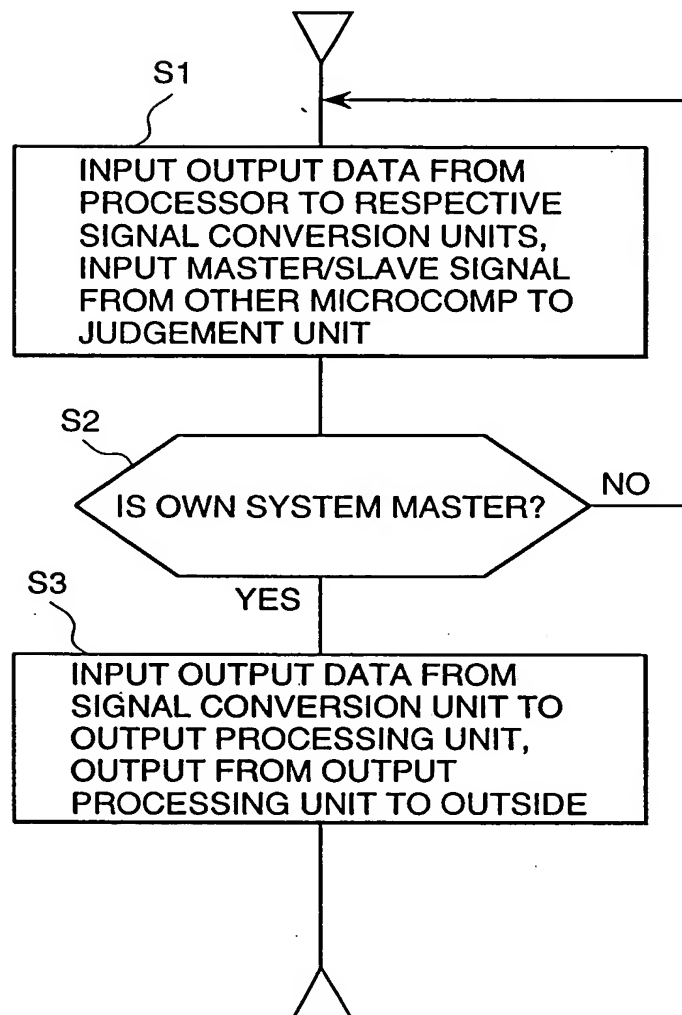 S1
INPUT OUTPUT DATA FROM
PROCESSOR TO RESPECTIVE
SIGNAL CONVERSION UNITS,
INPUT MASTER/SLAVE SIGNAL
FROM OTHER MICROCOMP TO
JUDGEMENT UNIT
S2
IS OWN SYSTEM MASTER?
NO
YES
S3
INPUT OUTPUT DATA FROM
SIGNAL CONVERSION UNIT TO
OUTPUT PROCESSING UNIT,
OUTPUT FROM OUTPUT
PROCESSING UNIT TO OUTSIDE